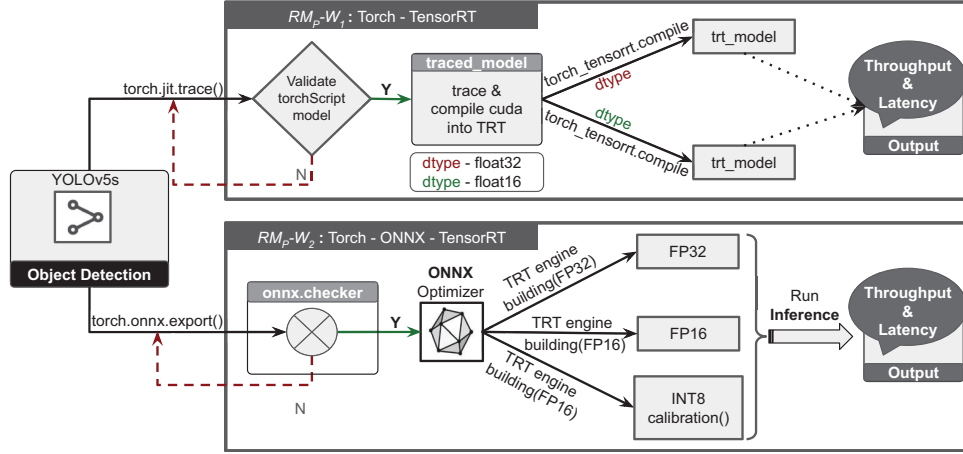 RMP-W1 : Torch - TensorRT
torch.jit.trace()
Validate
torchScript
model
Y
N
traced_model
trace &
compile cuda
into TRT
dtype - float32
dtype - float16
torch_tensorrt.compile
dtype
dtype
torch_tensorrt.compile
trt_model
trt_model
Throughput
&
Latency
Output
YOLOv5s
Object Detection
RMP-W2 : Torch - ONNX - TensorRT
torch.onnx.export()
onnx.checker
Y
N
ONNX
Optimizer
TRT engine
building(FP32)
TRT engine
building(FP16)
TRT engine
building(FP16)
FP32
FP16
INT8
calibration()
Run
Inference
Throughput
&
Latency
Output